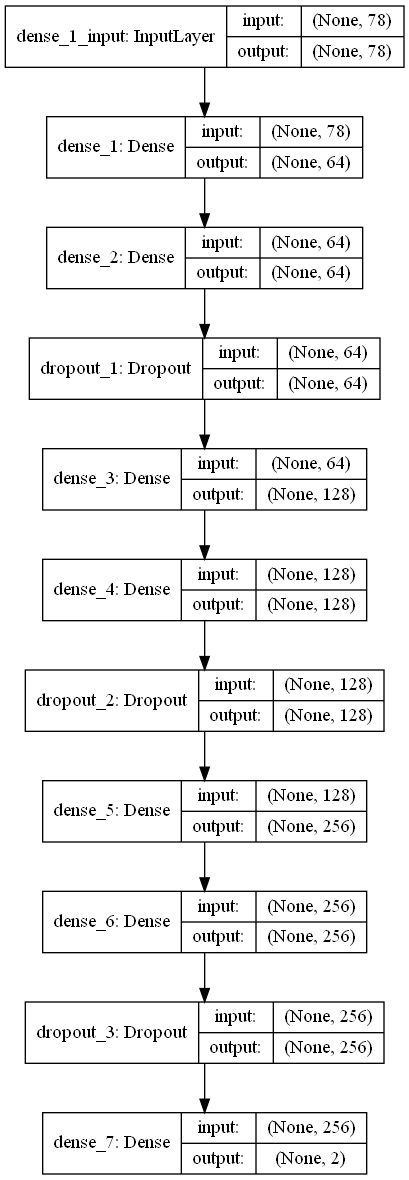 dense_1_input: InputLayer
input: (None, 78)
output: (None, 78)
dense_1: Dense
input: (None, 78)
output: (None, 64)
dense_2: Dense
input: (None, 64)
output: (None, 64)
dropout_1: Dropout
input: (None, 64)
output: (None, 64)
dense_3: Dense
input: (None, 64)
output: (None, 128)
dense_4: Dense
input: (None, 128)
output: (None, 128)
dropout_2: Dropout
input: (None, 128)
output: (None, 128)
dense_5: Dense
input: (None, 128)
output: (None, 256)
dense_6: Dense
input: (None, 256)
output: (None, 256)
dropout_3: Dropout
input: (None, 256)
output: (None, 256)
dense_7: Dense
input: (None, 256)
output: (None, 2)